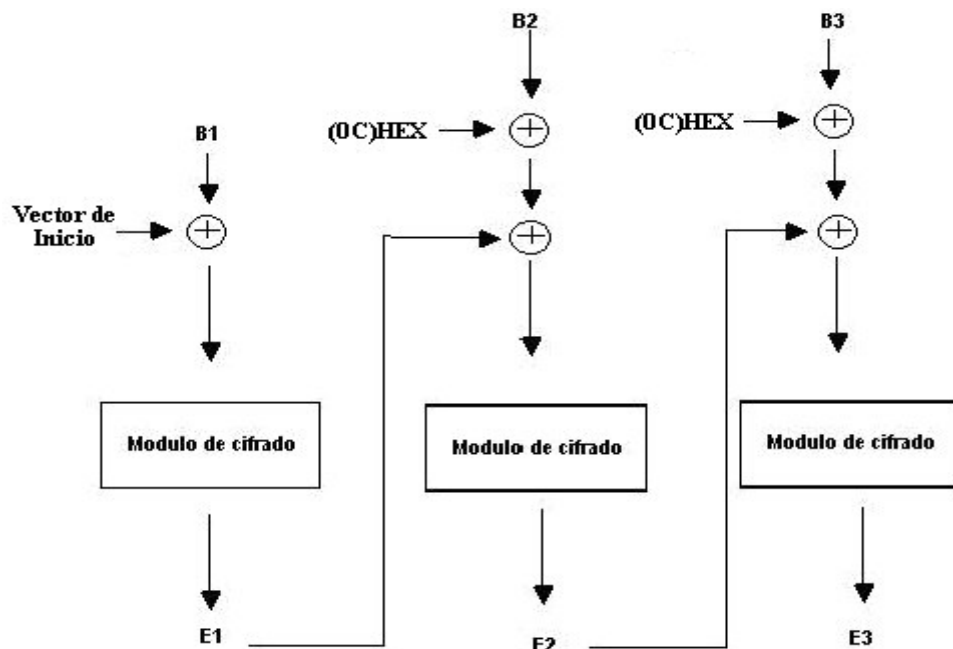 B2
B3
(0C)HEX
(0C)HEX
B1
Vector de
Inicio
Modulo de cifrado
Modulo de cifrado
Modulo de cifrado
E1
E2
E3